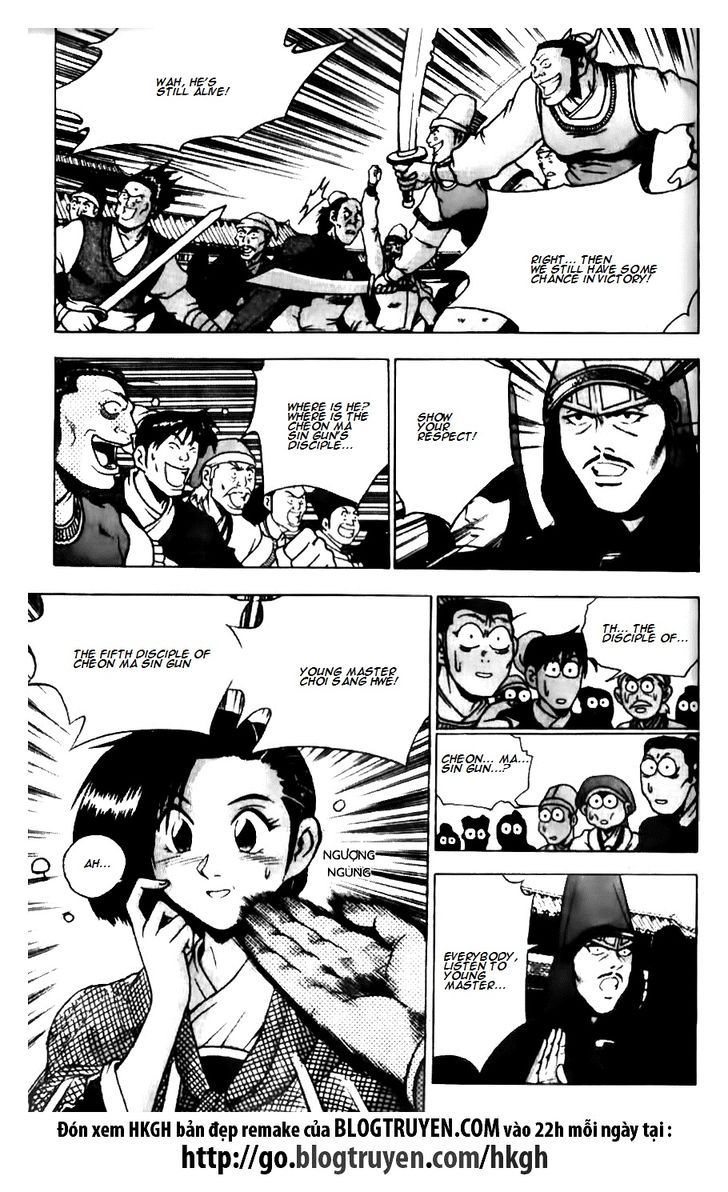 WAH, HE'S
STILL ALIVE!
RIGHT... THEN
WE STILL HAVE SOME
CHANCE IN VICTORY!
WHERE IS HE?
WHERE IS THE
CHEON MA
SIN GUN'S
DISCIPLE...
SHOW
YOUR
RESPECT!
THE FIFTH DISCIPLE OF
CHEON MA SIN GUN
YOUNG MASTER
CHOI SANG HWE!
AH...
NGƯỢNG
NGÙNG
TH... THE
DISCIPLE OF...
CHEON... MA...
SIN GUN...?
EVERYBODY,
LISTEN TO
YOUNG
MASTER...
Đón xem HKGH bản đẹp remake của BLOGTRUYEN.COM vào 22h mỗi ngày tại :
http://go.blogtruyen.com/hkgh